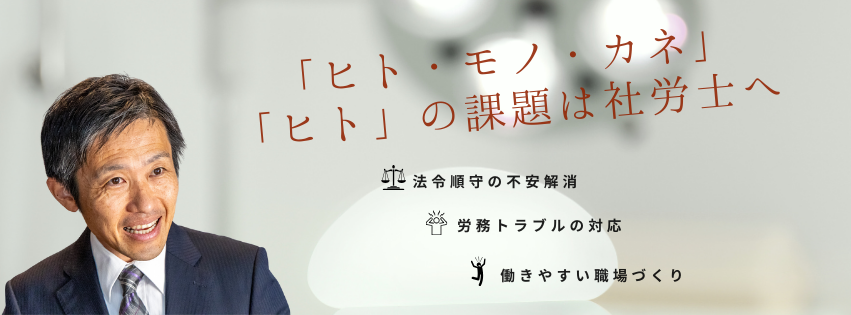 「ヒト・モノ・カネ」
「ヒト」の課題は社労士へ
法令順守の不安解消
労務トラブルの対応
働きやすい職場づくり